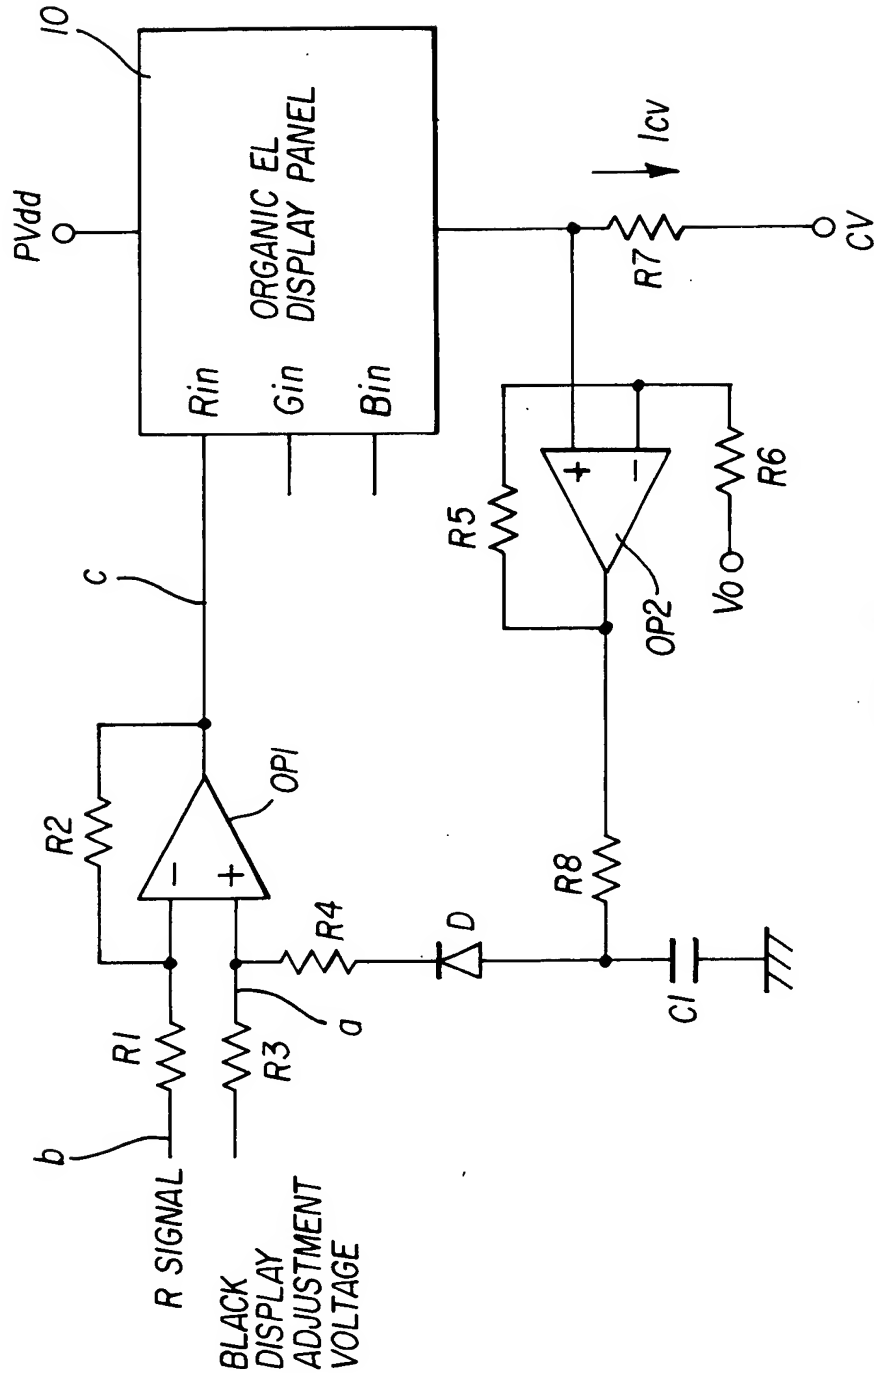 10
PVdd
ORGANIC EL
DISPLAY PANEL
Rin
Gin
Bin
Icv
R7
CV
c
R5
+
−
R6
OP2
Vo
R2
OP1
−
+
R4
D
R8
C1
R1
R3
a
b
R SIGNAL
BLACK
DISPLAY
ADJUSTMENT
VOLTAGE